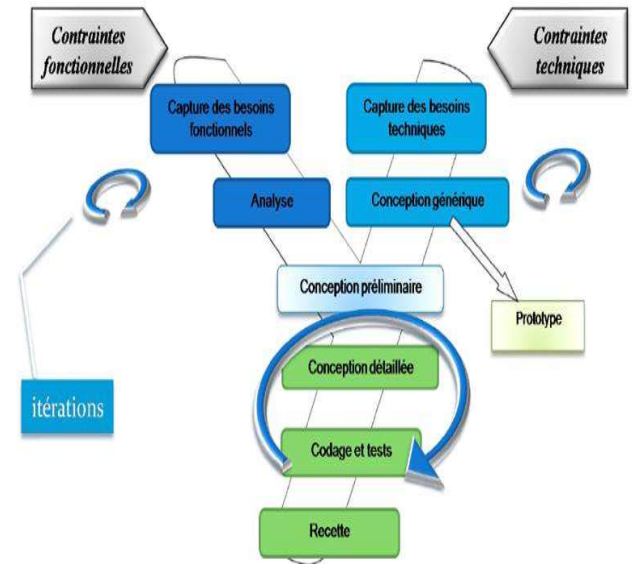 Contraintes
fonctionnelles
Contraintes
techniques
Capture des besoins
fonctionnels
Capture des besoins
techniques
Analyse
Conception générique
Conception préliminaire
Prototype
Conception détaillée
itérations
Codage et tests
Recette